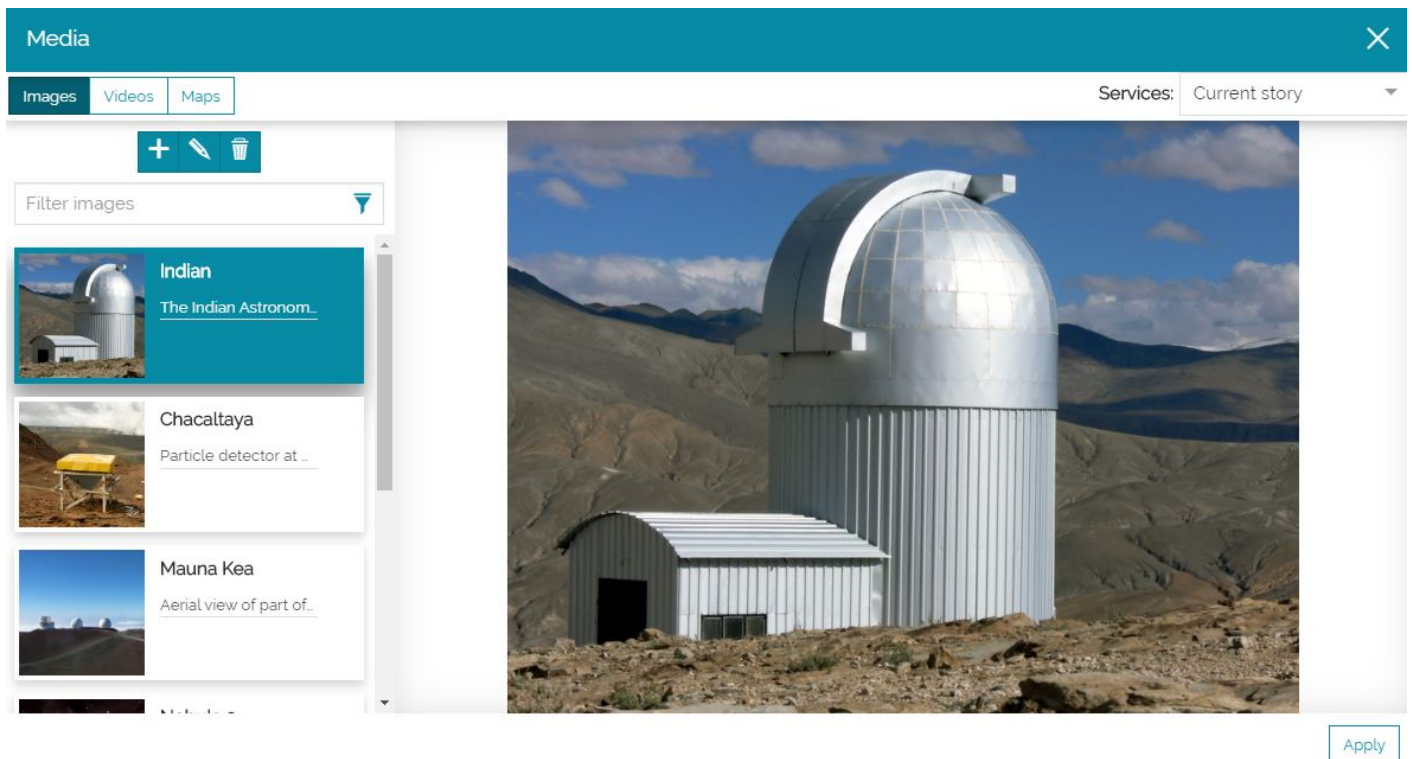 Media
Images Videos Maps
Services: Current story
Filter images
Indian
The Indian Astronom...
Chacaltaya
Particle detector at ...
Mauna Kea
Aerial view of part of...
Apply